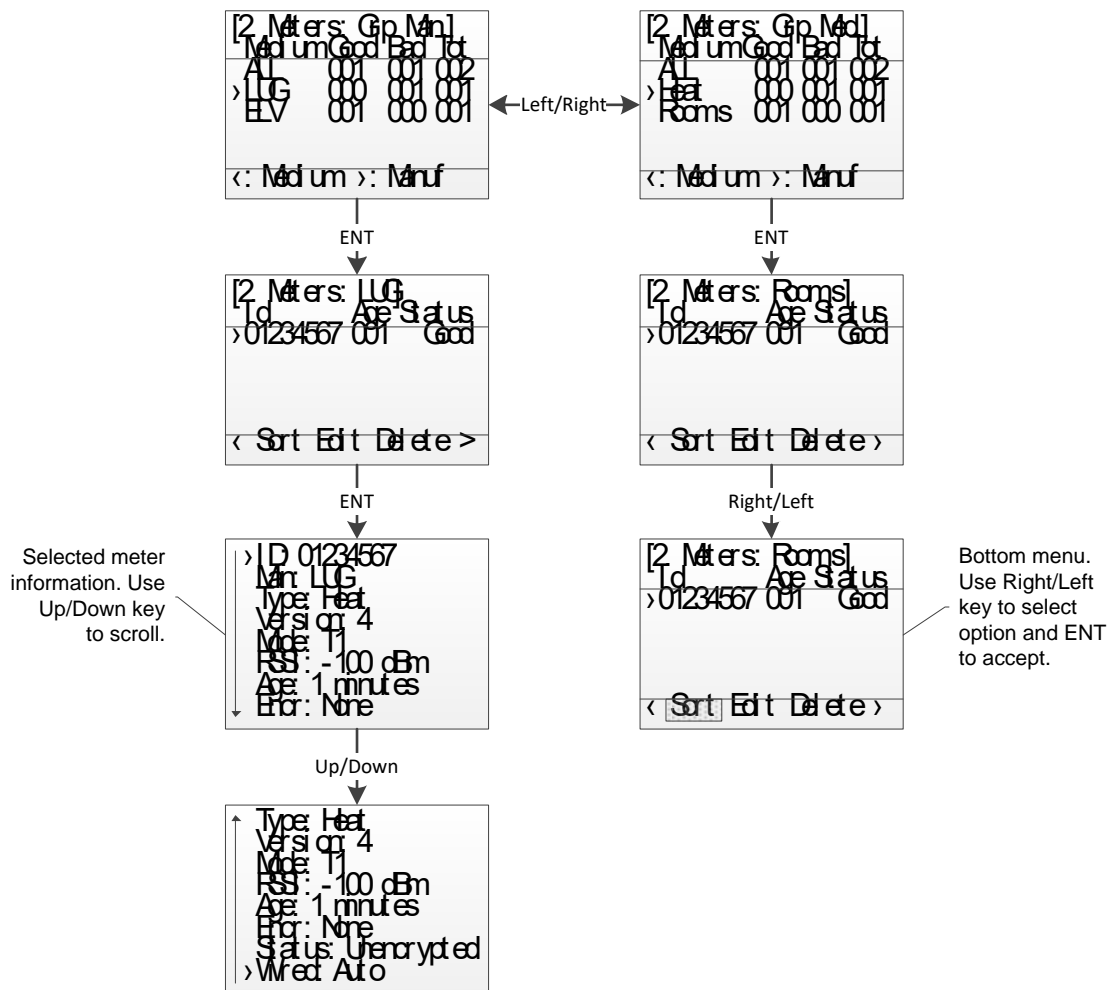 [2 Meters: Grp Man]
Medium Good Bad Tot
ALL 001 001 002
›LUG 000 001 001
ELV 001 000 001
‹: Medium ›: Manuf
Left/Right
[2 Meters: Grp Med]
Medium Good Bad Tot
ALL 001 001 002
›Heat 000 001 001
Rooms 001 000 001
‹: Medium ›: Manuf
ENT
ENT
[2 Meters: LUG]
Id Age Status
›01234567 001 Good
‹ Sort Edit Delete >
[2 Meters: Rooms]
Id Age Status
›01234567 001 Good
‹ Sort Edit Delete ›
ENT
Right/Left
Selected meter
information. Use
Up/Down key
to scroll.
›ID: 01234567
Man: LUG
Type: Heat
Version: 4
Mode: T1
RSSI: -100 dBm
Age: 1 minutes
Error: None
[2 Meters: Rooms]
Id Age Status
›01234567 001 Good
‹ Sort Edit Delete ›
Bottom menu.
Use Right/Left
key to select
option and ENT
to accept.
Up/Down
Type: Heat
Version: 4
Mode: T1
RSSI: -100 dBm
Age: 1 minutes
Error: None
Status: Unencrypted
›Wired: Auto